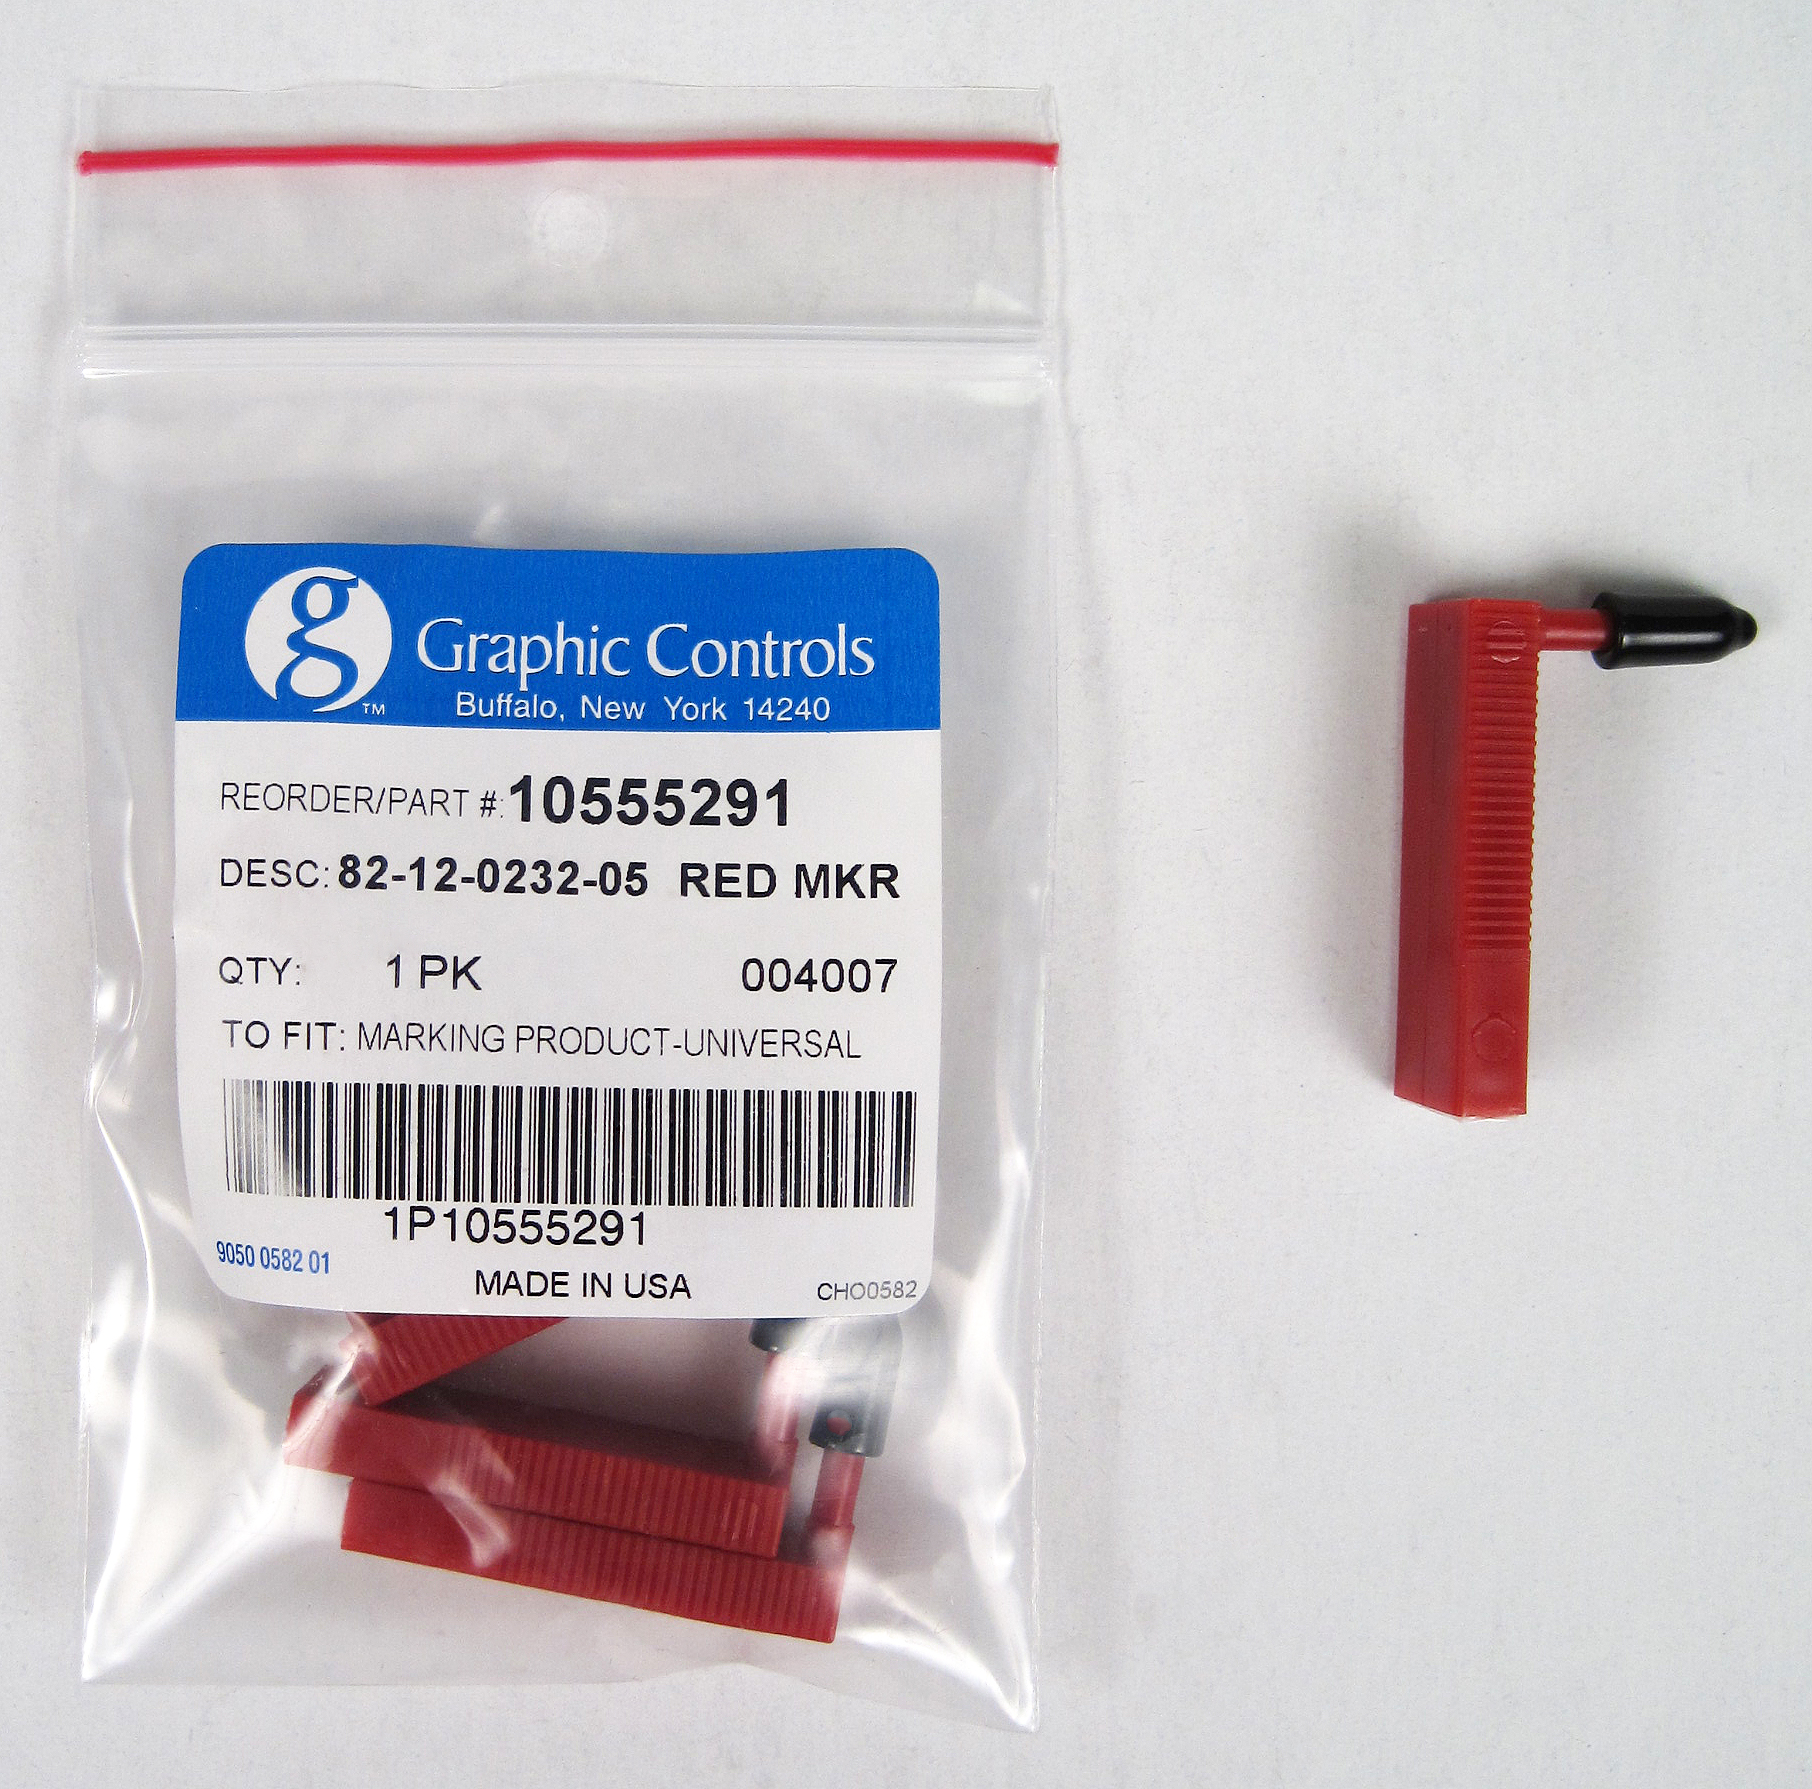 g
TM
Graphic Controls
Buffalo, New York 14240
REORDER/PART #: 10555291
DESC: 82-12-0232-05 RED MKR
QTY: 1 PK 004007
TO FIT: MARKING PRODUCT-UNIVERSAL
1P10555291
9050 0582 01
MADE IN USA
CHO0582